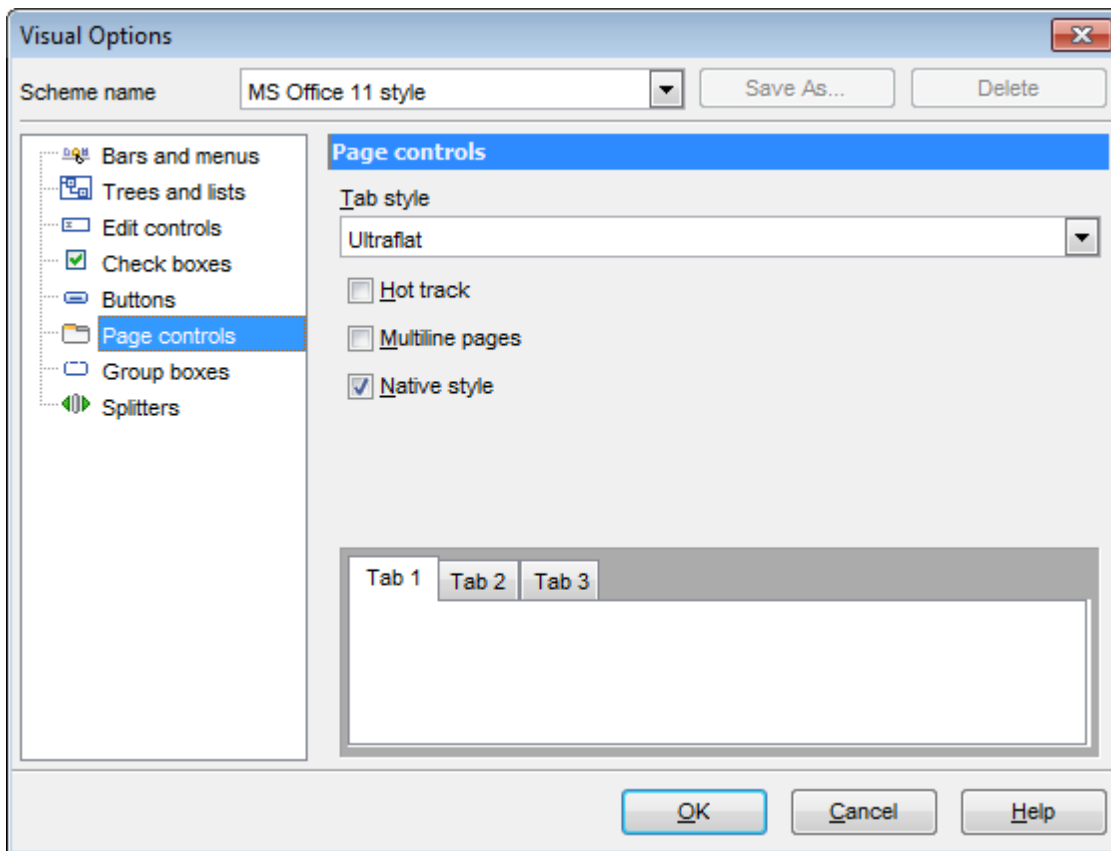 Visual Options
Scheme name MS Office 11 style Save As... Delete
Bars and menus
Trees and lists
Edit controls
Check boxes
Buttons
Page controls
Group boxes
Splitters
Page controls
Tab style
Ultraflat
Hot track
Multiline pages
Native style
Tab 1 Tab 2 Tab 3
OK Cancel Help